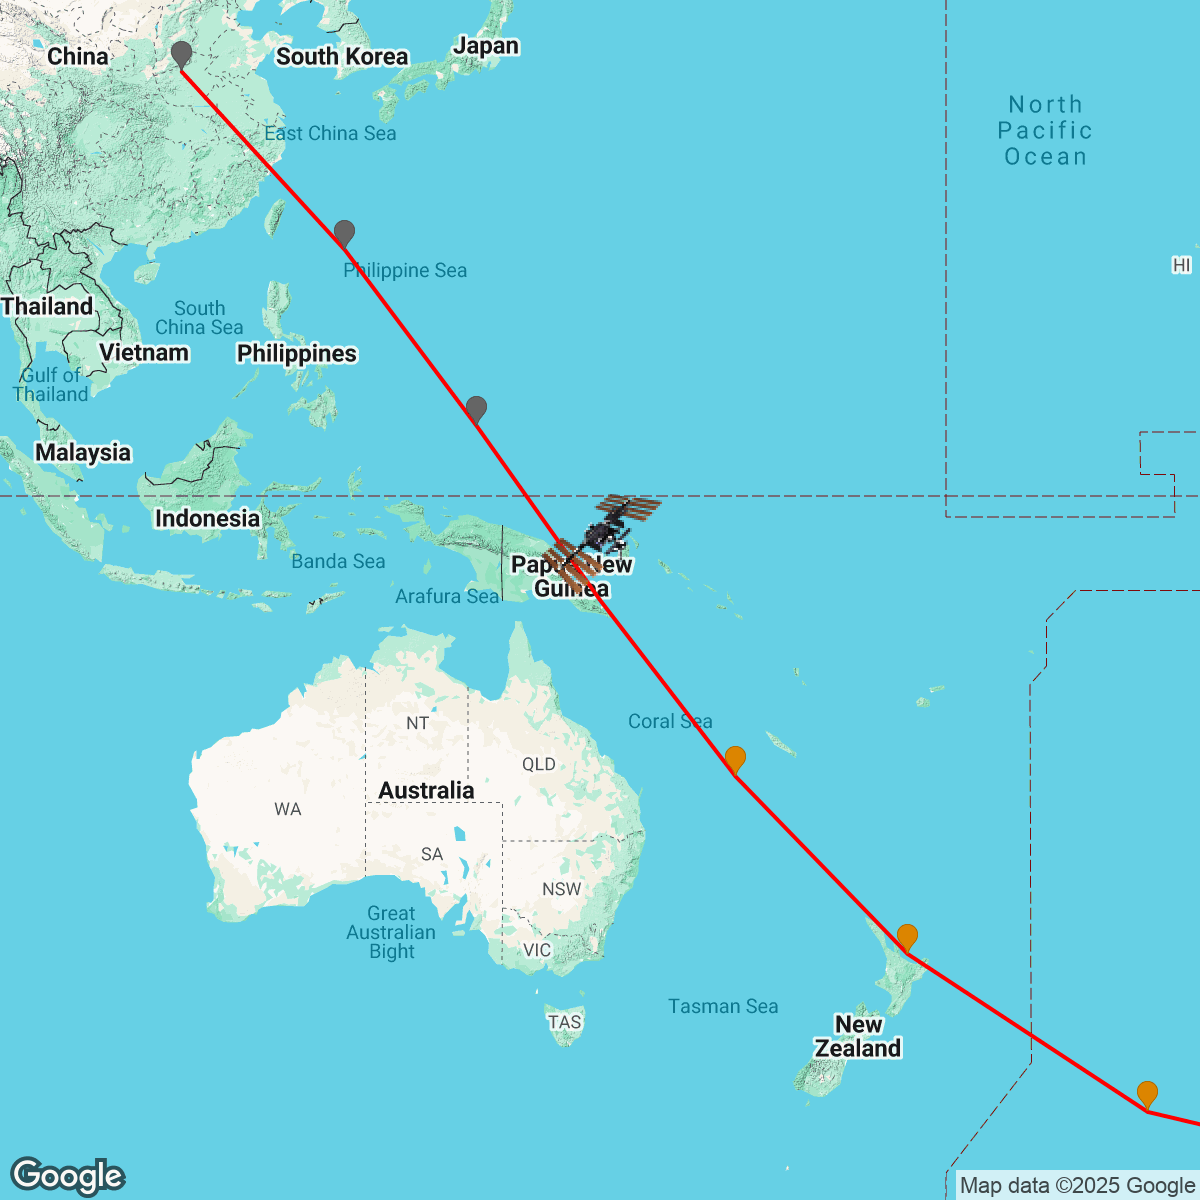 China
South Korea
Japan
North
Pacific
Ocean
East China Sea
HI
Philippine Sea
Thailand
South
China Sea
Vietnam
Philippines
Gulf of
Thailand
Malaysia
Indonesia
Banda Sea
Papua New
Guinea
Arafura Sea
NT
Coral Sea
QLD
Australia
WA
SA
NSW
Great
Australian
Bight
VIC
Tasman Sea
TAS
New
Zealand
Google
Map data ©2025 Google